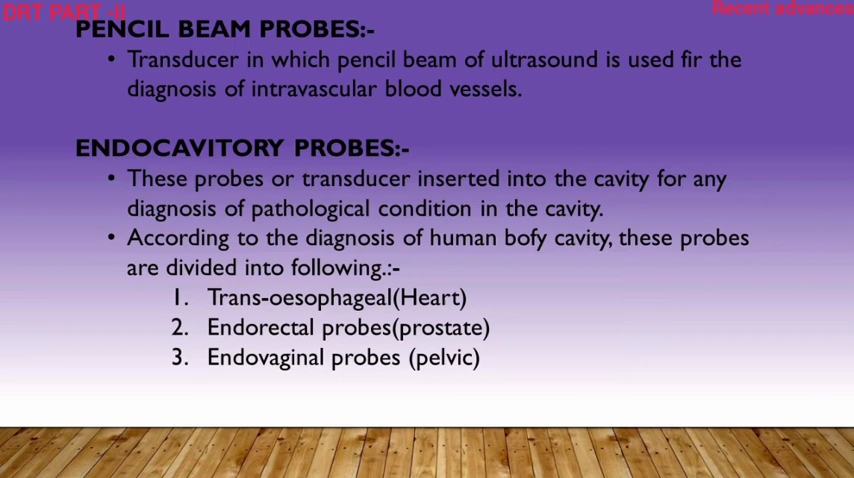 DRT PART -ii
Recent advances
PENCIL BEAM PROBES:-
• Transducer in which pencil beam of ultrasound is used fir the
diagnosis of intravascular blood vessels.
ENDOCAVITORY PROBES:-
• These probes or transducer inserted into the cavity for any
diagnosis of pathological condition in the cavity.
• According to the diagnosis of human bofy cavity, these probes
are divided into following.:-
1. Trans-oesophageal(Heart)
2. Endorectal probes(prostate)
3. Endovaginal probes (pelvic)